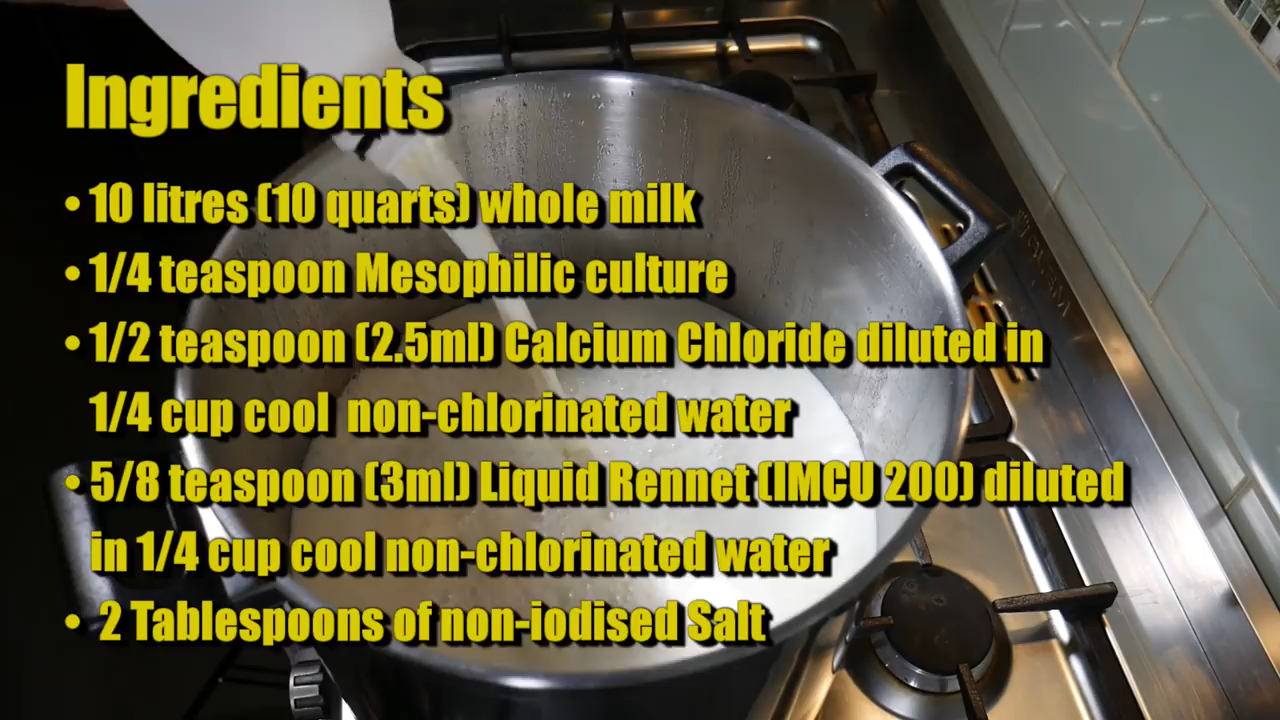 Ingredients
• 10 litres (10 quarts) whole milk
• 1/4 teaspoon Mesophilic culture
• 1/2 teaspoon (2.5ml) Calcium Chloride diluted in
1/4 cup cool  non-chlorinated water
• 5/8 teaspoon (3ml) Liquid Rennet (IMCU 200) diluted
in 1/4 cup cool non-chlorinated water
• 2 Tablespoons of non-iodised Salt